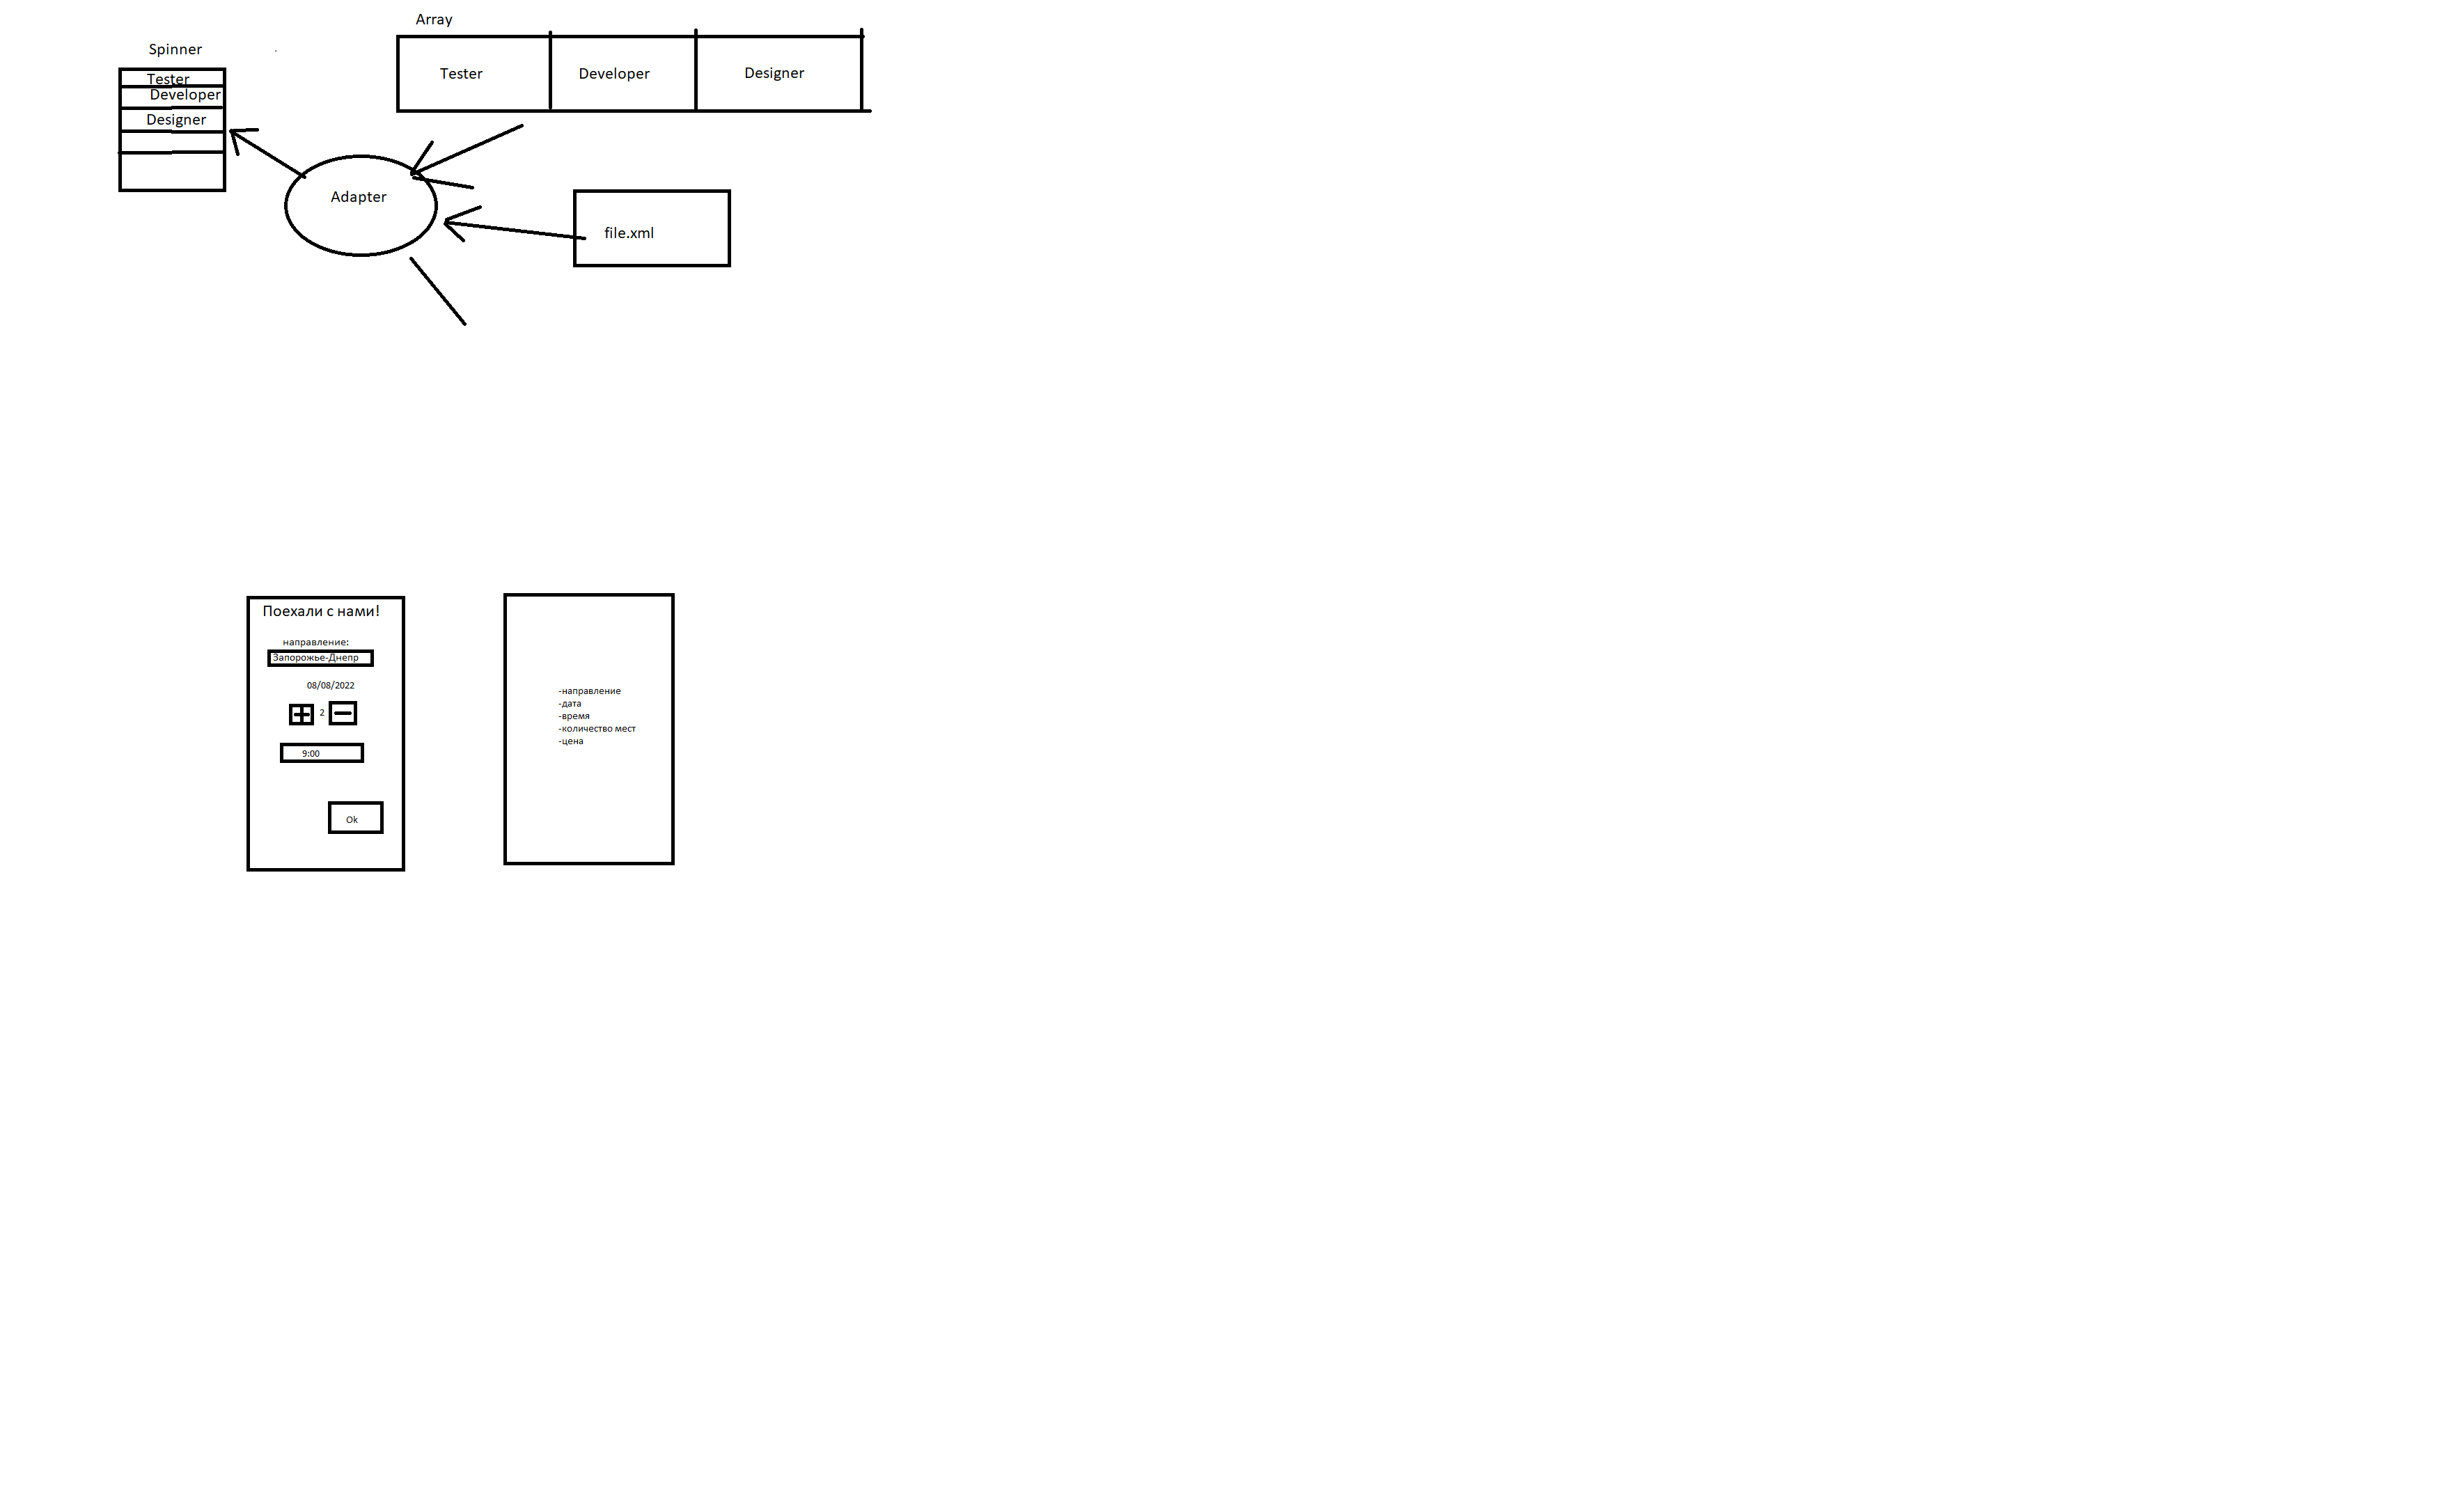 Array
Spinner
Tester
Developer
Designer
Tester
Developer
Designer
Adapter
file.xml
Поехали с нами!
направление:
Запорожье-Днепр
08/08/2022
2
9:00
Ok
-направление
-дата
-время
-количество мест
-цена